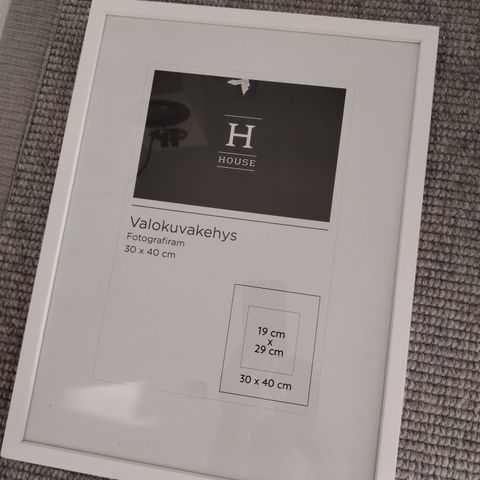 H
HOUSE
Valokuvakehys
Fotografiram
30 x 40 cm
19 cm
x
29 cm
30 x 40 cm